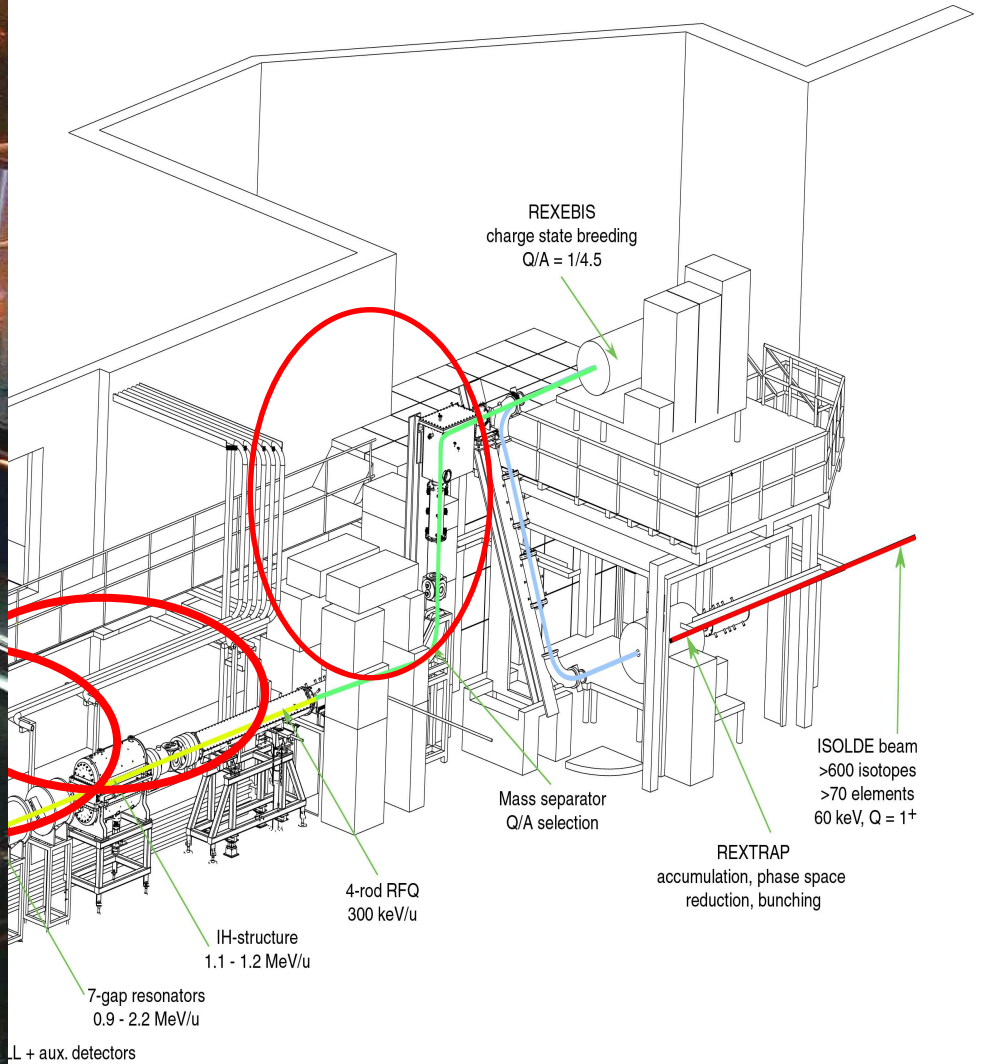 REXEBIS
charge state breeding
Q/A = 1/4.5
ISOLDE beam
>600 isotopes
>70 elements
60 keV, Q = 1⁺
Mass separator
Q/A selection
REXTRAP
accumulation, phase space
reduction, bunching
4-rod RFQ
300 keV/u
IH-structure
1.1 - 1.2 MeV/u
7-gap resonators
0.9 - 2.2 MeV/u
+ aux. detectors